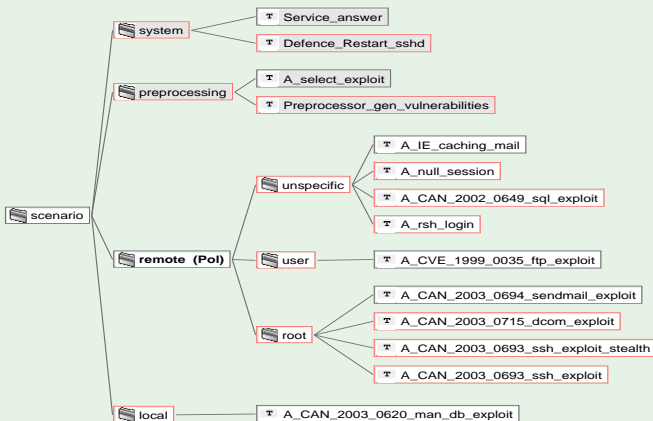 Service_answer
system
Defence_Restart_sshd
A_select_exploit
preprocessing
Preprocessor_gen_vulnerabilities
A_IE_caching_mail
A_null_session
unspecific
A_CAN_2002_0649_sql_exploit
scenario
A_rsh_login
remote (Pol)
user
A_CVE_1999_0035_ftp_exploit
A_CAN_2003_0694_sendmail_exploit
A_CAN_2003_0715_dcom_exploit
root
A_CAN_2003_0693_ssh_exploit_stealth
A_CAN_2003_0693_ssh_exploit
local
A_CAN_2003_0620_man_db_exploit